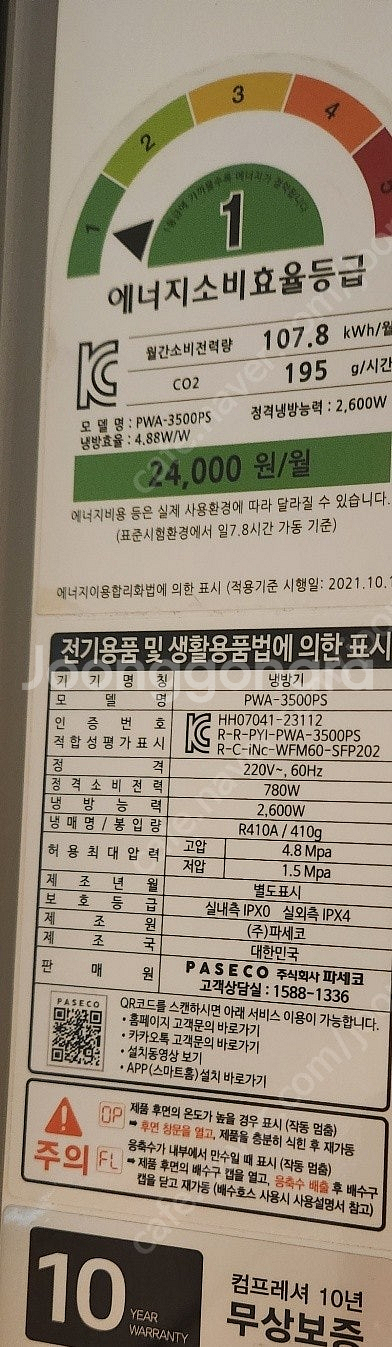 1 2 3 4 5
1
에너지소비효율등급
월간소비전력량 107.8 kWh/월
CO2 195 g/시간
모 델 명 : PWA-3500PS 정격냉방능력 : 2,600W
냉방효율 : 4.88W/W
24,000 원/월
에너지비용 등은 실제 사용환경에 따라 달라질 수 있습니다.
(표준시험환경에서 일7.8시간 가동 기준)
에너지이용합리화법에 의한 표시 (적용기준 시행일: 2021.10.
전기용품 및 생활용품법에 의한 표시
기 기 명 칭 냉방기
모 델 명 PWA-3500PS
인 증 번 호 HH07041-23112
적합성평가표시 R-R-PYI-PWA-3500PS
R-C-iNc-WFM60-SFP202
정 격 220V~, 60Hz
정격소비전력 780W
냉 방 능 력 2,600W
냉매명/봉입량 R410A / 410g
허용최대압력 고압 4.8 Mpa
저압 1.5 Mpa
제 조 년 월 별도표시
보 호 등 급 실내측 IPX0 실외측 IPX4
제 조 원 (주)파세코
제 조 국 대한민국
판 매 원 PASECO 주식회사 파세코
고객상담실 : 1588-1336
PASECO
QR코드를 스캔하시면 아래 서비스 이용이 가능합니다.
• 홈페이지 고객문의 바로가기
• 카카오톡 고객문의 바로가기
• 설치동영상 보기
• APP(스마트홈)설치 바로가기
주의
OP 제품 후면의 온도가 높을 경우 표시 (작동 멈춤)
➡ 후면 창문을 열고, 제품을 충분히 식힌 후 재가동
FL 응축수가 내부에서 만수일 때 표시 (작동 멈춤)
➡ 제품 후면의 배수구 캡을 열고, 응축수 배출 후 배수구
캡을 닫고 재가동 (배수호스 사용시 사용설명서 참고)
10 YEAR
WARRANTY
컴프레셔 10년
무상보증
Joonggonara